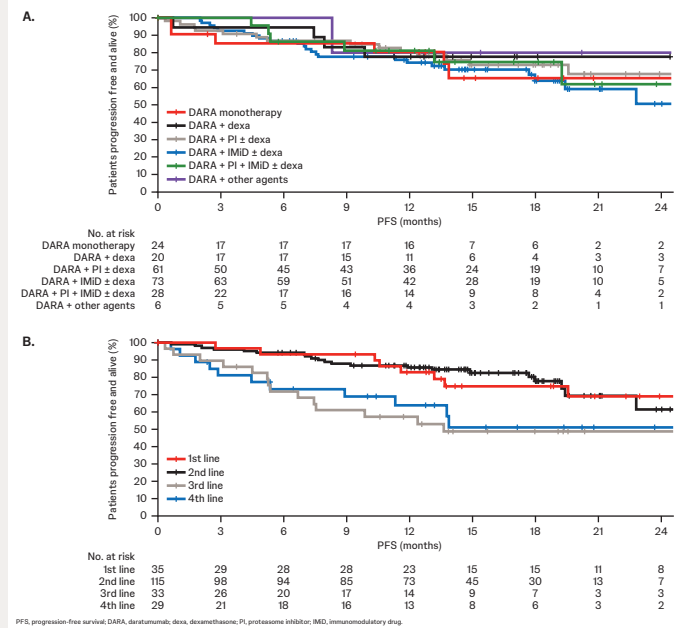 A.
Patients progression free and alive (%)
100
90
80
70
60
50
40
30
20
10
0
DARA monotherapy
DARA + dexa
DARA + PI ± dexa
DARA + IMiD ± dexa
DARA + PI + IMiD ± dexa
DARA + other agents
0 3 6 9 12 15 18 21 24
PFS (months)
No. at risk
DARA monotherapy 24 17 17 17 16 7 6 2 2
DARA + dexa 20 17 17 15 11 6 4 3 3
DARA + PI ± dexa 61 50 45 43 36 24 19 10 7
DARA + IMiD ± dexa 73 63 59 51 42 28 19 10 5
DARA + PI + IMiD ± dexa 28 22 17 16 14 9 8 4 2
DARA + other agents 6 5 5 4 4 3 2 1 1
B.
Patients progression free and alive (%)
100
90
80
70
60
50
40
30
20
10
0
1st line
2nd line
3rd line
4th line
0 3 6 9 12 15 18 21 24
PFS (months)
No. at risk
1st line 35 29 28 28 23 15 15 11 8
2nd line 115 98 94 85 73 45 30 13 7
3rd line 33 26 20 17 14 9 7 3 3
4th line 29 21 18 16 13 8 6 3 2
PFS, progression-free survival; DARA, daratumumab; dexa, dexamethasone; PI, proteasome inhibitor; IMiD, immunomodulatory drug.